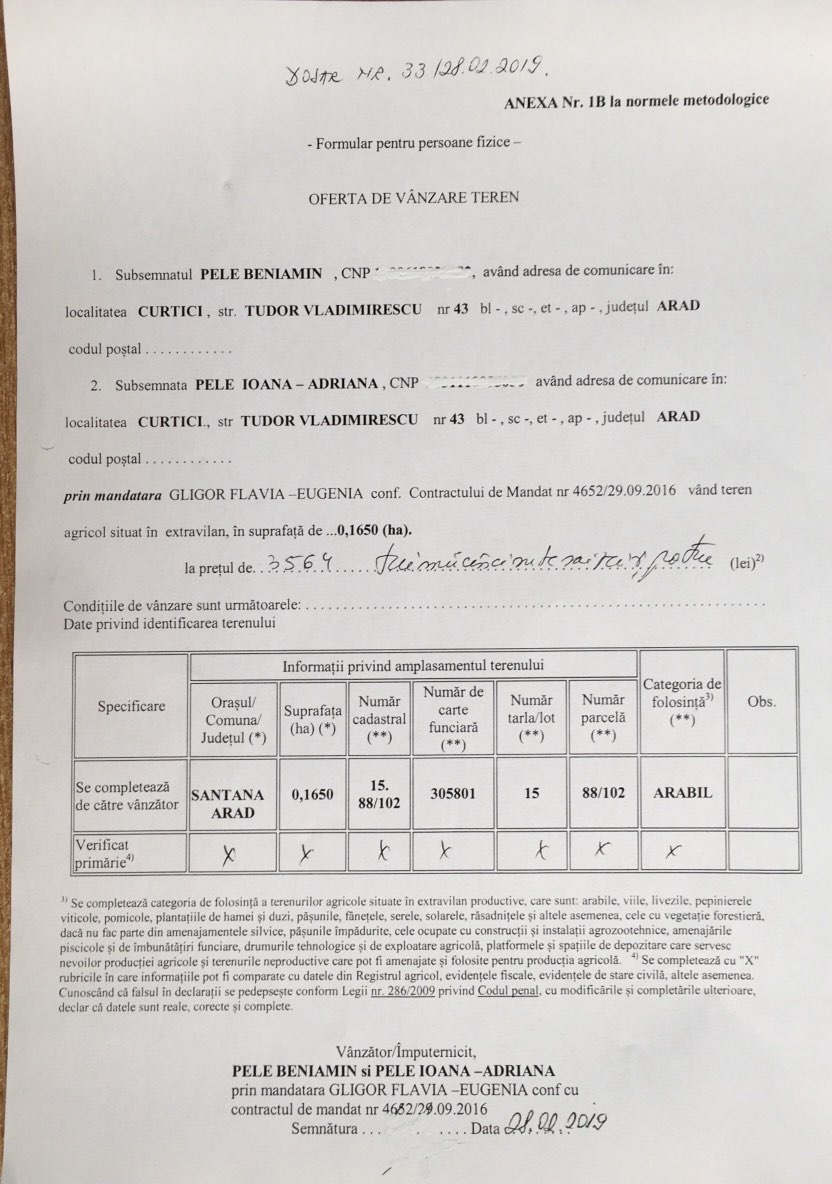 DOSAR NR. 33/28.02.2019.
ANEXA Nr. 1B la normele metodologice
- Formular pentru persoane fizice –
OFERTA DE VÂNZARE TEREN
1. Subsemnatul PELE BENIAMIN , CNP , având adresa de comunicare în:
localitatea CURTICI , str. TUDOR VLADIMIRESCU nr 43 bl - , sc -, et - , ap - , județul ARAD
codul poștal . . . . . . . . . . . .
2. Subsemnata PELE IOANA – ADRIANA , CNP având adresa de comunicare în:
localitatea CURTICI., str TUDOR VLADIMIRESCU nr 43 bl - , sc -, et - , ap - , județul ARAD
codul poștal . . . . . . . . . . . .
prin mandatara GLIGOR FLAVIA –EUGENIA conf. Contractului de Mandat nr 4652/29.09.2016 vând teren
agricol situat în extravilan, în suprafață de ...0,1650 (ha).
la prețul de. . 3564 . . . . . treimiicincisutesaizecișipatru (lei)²⁾
Condițiile de vânzare sunt următoarele: . . . . . . . . . . . . . . . . . . . . . . . . . . . . . . . . . . . . . . . . . . . .
Date privind identificarea terenului
Specificare
Informații privind amplasamentul terenului
Categoria de folosință³⁾ (**)
Obs.
Orașul/ Comuna/ Județul (*)
Suprafața (ha) (*)
Număr cadastral (**)
Număr de carte funciară (**)
Număr tarla/lot (**)
Număr parcelă (**)
Se completează de către vânzător
SANTANA ARAD
0,1650
15. 88/102
305801
15
88/102
ARABIL
Verificat primărie⁴⁾
X X X X X X X
³⁾ Se completează categoria de folosință a terenurilor agricole situate în extravilan productive, care sunt: arabile, viile, livezile, pepinierele
viticole, pomicole, plantațiile de hamei și duzi, pășunile, fânețele, serele, solarele, răsadnițele și altele asemenea, cele cu vegetație forestieră,
dacă nu fac parte din amenajamentele silvice, pășunile împădurite, cele ocupate cu construcții și instalații agrozootehnice, amenajările
piscicole și de îmbunătățiri funciare, drumurile tehnologice și de exploatare agricolă, platformele și spațiile de depozitare care servesc
nevoilor producției agricole și terenurile neproductive care pot fi amenajate și folosite pentru producția agricolă. ⁴⁾ Se completează cu "X"
rubricile în care informațiile pot fi comparate cu datele din Registrul agricol, evidențele fiscale, evidențele de stare civilă, altele asemenea.
Cunoscând că falsul în declarații se pedepsește conform Legii nr. 286/2009 privind Codul penal, cu modificările și completările ulterioare,
declar că datele sunt reale, corecte și complete.
Vânzător/Împuternicit,
PELE BENIAMIN si PELE IOANA –ADRIANA
prin mandatara GLIGOR FLAVIA –EUGENIA conf cu
contractul de mandat nr 4652/29.09.2016
Semnătura . . . . . . . Data 28.02.2019